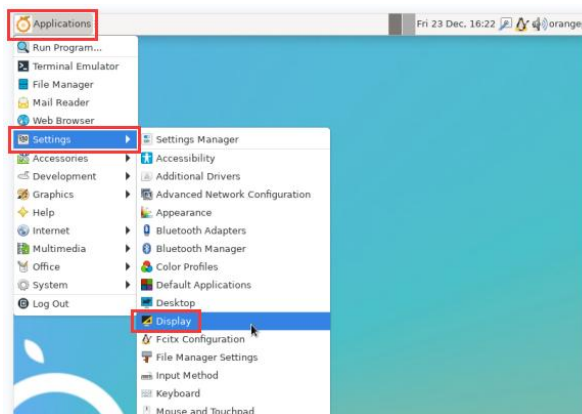 Applications
Fri 23 Dec, 16:22
orange
Run Program...
Terminal Emulator
File Manager
Mail Reader
Web Browser
Settings
Accessories
Development
Graphics
Help
Internet
Multimedia
Office
System
Log Out
Settings Manager
Accessibility
Additional Drivers
Advanced Network Configuration
Appearance
Bluetooth Adapters
Bluetooth Manager
Color Profiles
Default Applications
Desktop
Display
Fcitx Configuration
File Manager Settings
Input Method
Keyboard
Mouse and Touchpad